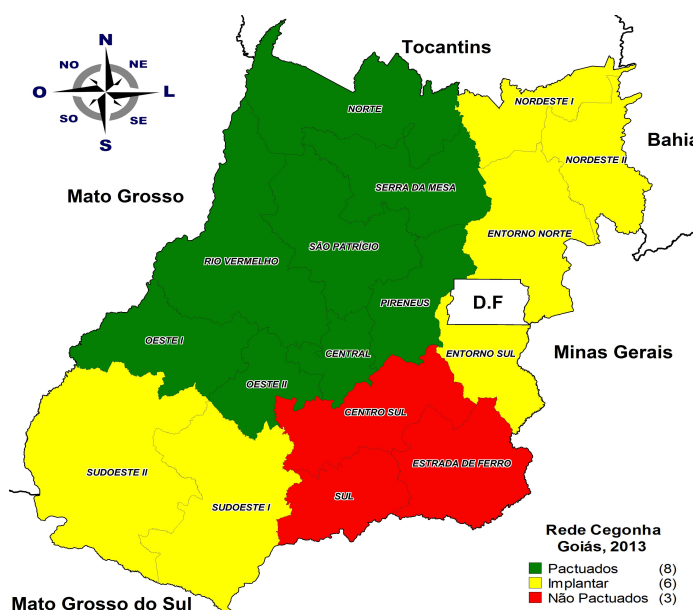 Tocantins
N
NO NE
O L
SO SE
S
NORTE
NORDESTE I
Bahia
NORDESTE II
Mato Grosso
SERRA DA MESA
ENTORNO NORTE
SÃO PATRÍCIO
RIO VERMELHO
PIRENEUS
D.F
OESTE I
CENTRAL
ENTORNO SUL
Minas Gerais
OESTE II
CENTRO SUL
ESTRADA DE FERRO
SUDOESTE II
SUL
SUDOESTE I
Rede Cegonha
Goiás, 2013
Pactuados (8)
Implantar (6)
Não Pactuados (3)
Mato Grosso do Sul